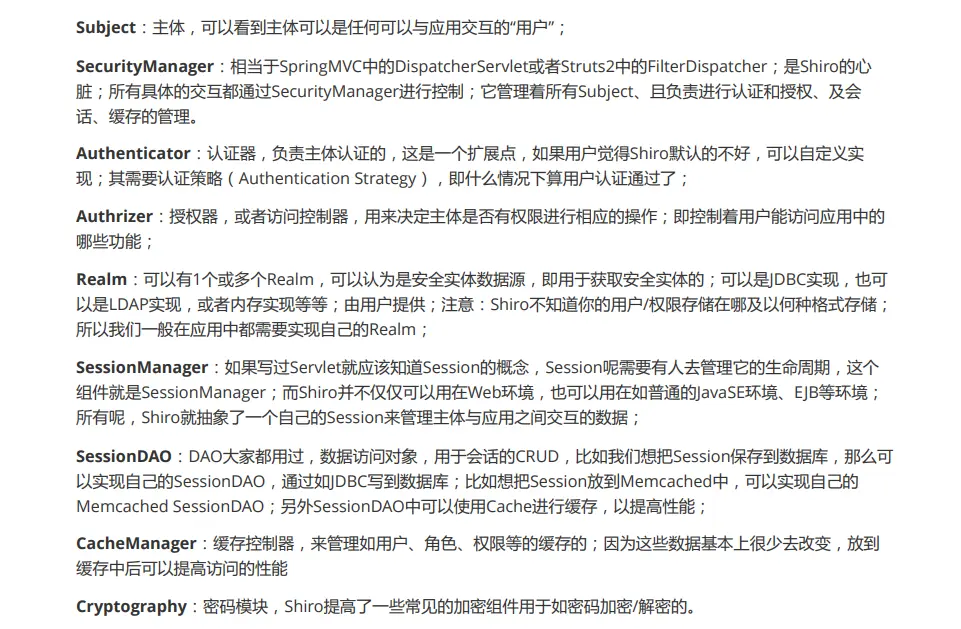 Subject：主体，可以看到主体可以是任何可以与应用交互的“用户”；
SecurityManager：相当于SpringMVC中的DispatcherServlet或者Struts2中的FilterDispatcher；是Shiro的心
脏；所有具体的交互都通过SecurityManager进行控制；它管理着所有Subject、且负责进行认证和授权、及会
话、缓存的管理。
Authenticator：认证器，负责主体认证的，这是一个扩展点，如果用户觉得Shiro默认的不好，可以自定义实
现；其需要认证策略（Authentication Strategy），即什么情况下算用户认证通过了；
Authrizer：授权器，或者访问控制器，用来决定主体是否有权限进行相应的操作；即控制着用户能访问应用中的
哪些功能；
Realm：可以有1个或多个Realm，可以认为是安全实体数据源，即用于获取安全实体的；可以是JDBC实现，也可
以是LDAP实现，或者内存实现等等；由用户提供；注意：Shiro不知道你的用户/权限存储在哪及以何种格式存储；
所以我们一般在应用中都需要实现自己的Realm；
SessionManager：如果写过Servlet就应该知道Session的概念，Session呢需要有人去管理它的生命周期，这个
组件就是SessionManager；而Shiro并不仅仅可以用在Web环境，也可以用在如普通的JavaSE环境、EJB等环境；
所有呢，Shiro就抽象了一个自己的Session来管理主体与应用之间交互的数据；
SessionDAO：DAO大家都用过，数据访问对象，用于会话的CRUD，比如我们想把Session保存到数据库，那么可
以实现自己的SessionDAO，通过如JDBC写到数据库；比如想把Session放到Memcached中，可以实现自己的
Memcached SessionDAO；另外SessionDAO中可以使用Cache进行缓存，以提高性能；
CacheManager：缓存控制器，来管理如用户、角色、权限等的缓存的；因为这些数据基本上很少去改变，放到
缓存中后可以提高访问的性能
Cryptography：密码模块，Shiro提高了一些常见的加密组件用于如密码加密/解密的。